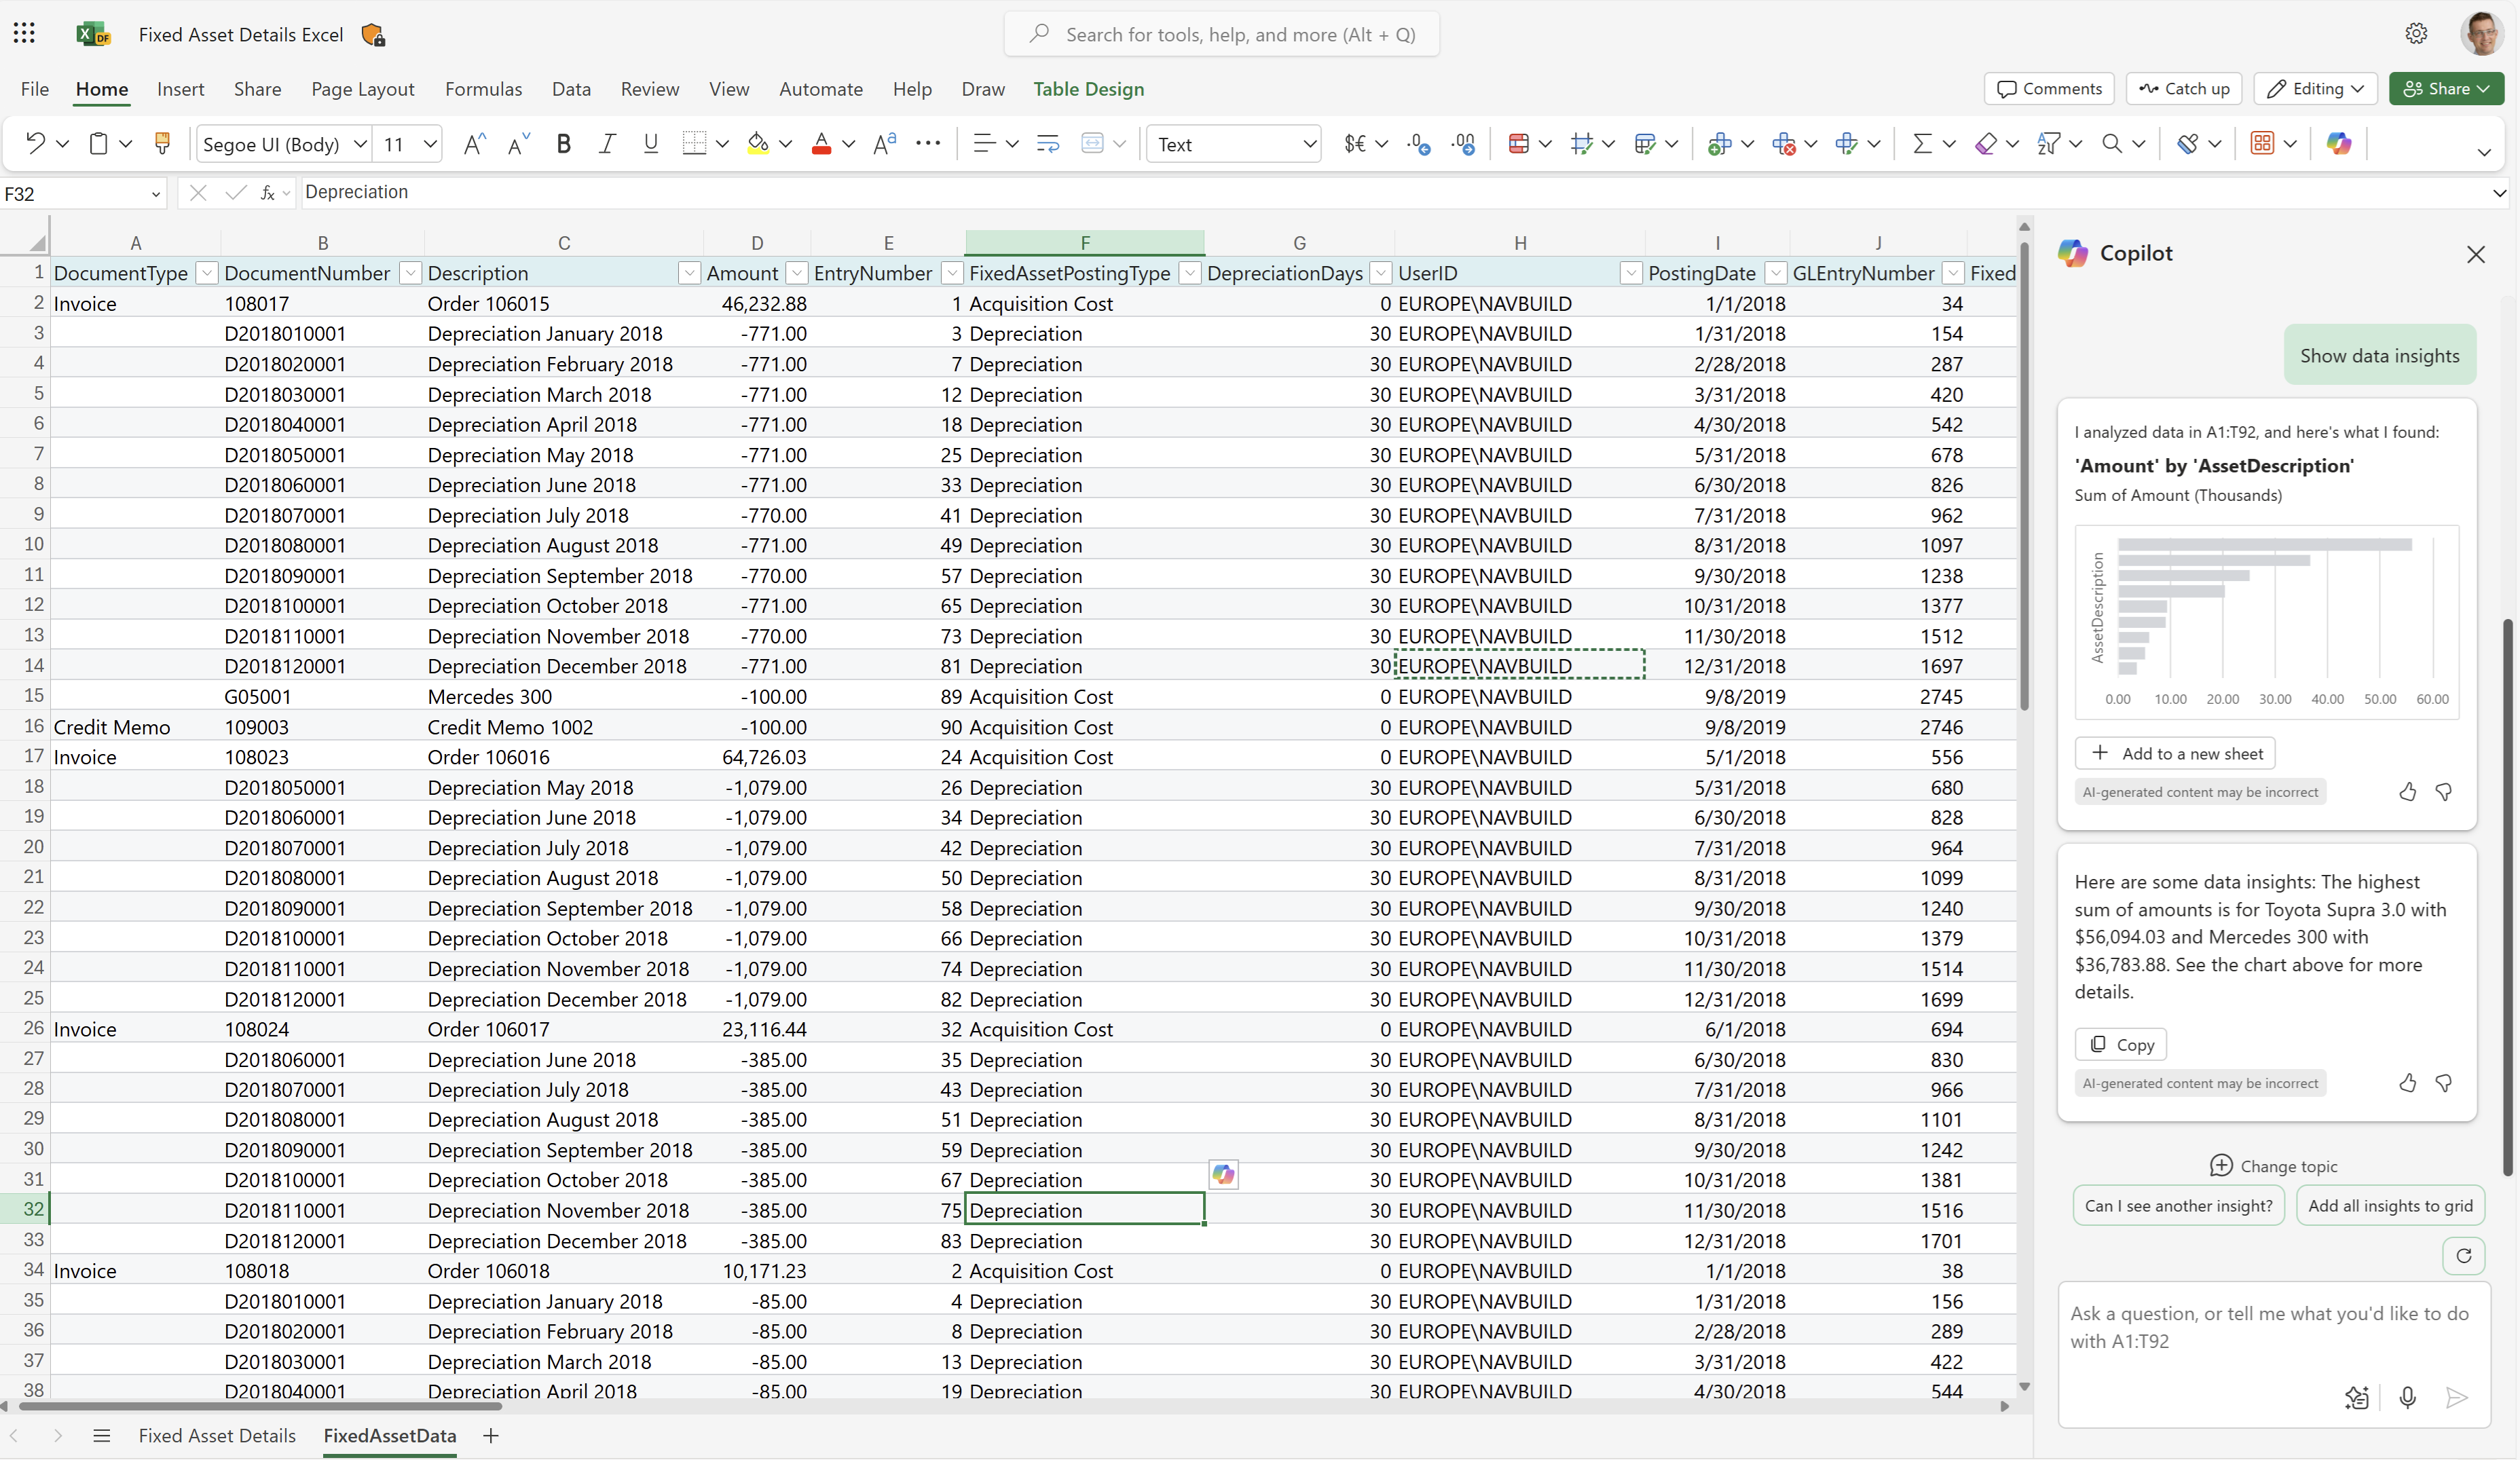 Fixed Asset Details Excel
Search for tools, help, and more (Alt + Q)
File Home Insert Share Page Layout Formulas Data Review View Automate Help Draw Table Design
Comments Catch up Editing Share
Segoe UI (Body) 11 Text
F32 fx Depreciation
A B C D E F G H I J
1 DocumentType DocumentNumber Description Amount EntryNumber FixedAssetPostingType DepreciationDays UserID PostingDate GLEntryNumber Fixed
2 Invoice 108017 Order 106015 46,232.88 1 Acquisition Cost 0 EUROPE\NAVBUILD 1/1/2018 34
3 D2018010001 Depreciation January 2018 -771.00 3 Depreciation 30 EUROPE\NAVBUILD 1/31/2018 154
4 D2018020001 Depreciation February 2018 -771.00 7 Depreciation 30 EUROPE\NAVBUILD 2/28/2018 287
5 D2018030001 Depreciation March 2018 -771.00 12 Depreciation 30 EUROPE\NAVBUILD 3/31/2018 420
6 D2018040001 Depreciation April 2018 -771.00 18 Depreciation 30 EUROPE\NAVBUILD 4/30/2018 542
7 D2018050001 Depreciation May 2018 -771.00 25 Depreciation 30 EUROPE\NAVBUILD 5/31/2018 678
8 D2018060001 Depreciation June 2018 -771.00 33 Depreciation 30 EUROPE\NAVBUILD 6/30/2018 826
9 D2018070001 Depreciation July 2018 -770.00 41 Depreciation 30 EUROPE\NAVBUILD 7/31/2018 962
10 D2018080001 Depreciation August 2018 -771.00 49 Depreciation 30 EUROPE\NAVBUILD 8/31/2018 1097
11 D2018090001 Depreciation September 2018 -770.00 57 Depreciation 30 EUROPE\NAVBUILD 9/30/2018 1238
12 D2018100001 Depreciation October 2018 -771.00 65 Depreciation 30 EUROPE\NAVBUILD 10/31/2018 1377
13 D2018110001 Depreciation November 2018 -770.00 73 Depreciation 30 EUROPE\NAVBUILD 11/30/2018 1512
14 D2018120001 Depreciation December 2018 -771.00 81 Depreciation 30 EUROPE\NAVBUILD 12/31/2018 1697
15 G05001 Mercedes 300 -100.00 89 Acquisition Cost 0 EUROPE\NAVBUILD 9/8/2019 2745
16 Credit Memo 109003 Credit Memo 1002 -100.00 90 Acquisition Cost 0 EUROPE\NAVBUILD 9/8/2019 2746
17 Invoice 108023 Order 106016 64,726.03 24 Acquisition Cost 0 EUROPE\NAVBUILD 5/1/2018 556
18 D2018050001 Depreciation May 2018 -1,079.00 26 Depreciation 30 EUROPE\NAVBUILD 5/31/2018 680
19 D2018060001 Depreciation June 2018 -1,079.00 34 Depreciation 30 EUROPE\NAVBUILD 6/30/2018 828
20 D2018070001 Depreciation July 2018 -1,079.00 42 Depreciation 30 EUROPE\NAVBUILD 7/31/2018 964
21 D2018080001 Depreciation August 2018 -1,079.00 50 Depreciation 30 EUROPE\NAVBUILD 8/31/2018 1099
22 D2018090001 Depreciation September 2018 -1,079.00 58 Depreciation 30 EUROPE\NAVBUILD 9/30/2018 1240
23 D2018100001 Depreciation October 2018 -1,079.00 66 Depreciation 30 EUROPE\NAVBUILD 10/31/2018 1379
24 D2018110001 Depreciation November 2018 -1,079.00 74 Depreciation 30 EUROPE\NAVBUILD 11/30/2018 1514
25 D2018120001 Depreciation December 2018 -1,079.00 82 Depreciation 30 EUROPE\NAVBUILD 12/31/2018 1699
26 Invoice 108024 Order 106017 23,116.44 32 Acquisition Cost 0 EUROPE\NAVBUILD 6/1/2018 694
27 D2018060001 Depreciation June 2018 -385.00 35 Depreciation 30 EUROPE\NAVBUILD 6/30/2018 830
28 D2018070001 Depreciation July 2018 -385.00 43 Depreciation 30 EUROPE\NAVBUILD 7/31/2018 966
29 D2018080001 Depreciation August 2018 -385.00 51 Depreciation 30 EUROPE\NAVBUILD 8/31/2018 1101
30 D2018090001 Depreciation September 2018 -385.00 59 Depreciation 30 EUROPE\NAVBUILD 9/30/2018 1242
31 D2018100001 Depreciation October 2018 -385.00 67 Depreciation 30 EUROPE\NAVBUILD 10/31/2018 1381
32 D2018110001 Depreciation November 2018 -385.00 75 Depreciation 30 EUROPE\NAVBUILD 11/30/2018 1516
33 D2018120001 Depreciation December 2018 -385.00 83 Depreciation 30 EUROPE\NAVBUILD 12/31/2018 1701
34 Invoice 108018 Order 106018 10,171.23 2 Acquisition Cost 0 EUROPE\NAVBUILD 1/1/2018 38
35 D2018010001 Depreciation January 2018 -85.00 4 Depreciation 30 EUROPE\NAVBUILD 1/31/2018 156
36 D2018020001 Depreciation February 2018 -85.00 8 Depreciation 30 EUROPE\NAVBUILD 2/28/2018 289
37 D2018030001 Depreciation March 2018 -85.00 13 Depreciation 30 EUROPE\NAVBUILD 3/31/2018 422
38 D2018040001 Depreciation April 2018 -85.00 19 Depreciation 30 EUROPE\NAVBUILD 4/30/2018 544
Fixed Asset Details FixedAssetData
Copilot
Show data insights
I analyzed data in A1:T92, and here's what I found:
'Amount' by 'AssetDescription'
Sum of Amount (Thousands)
AssetDescription
0.00 10.00 20.00 30.00 40.00 50.00 60.00
Add to a new sheet
AI-generated content may be incorrect
Here are some data insights: The highest
sum of amounts is for Toyota Supra 3.0 with
$56,094.03 and Mercedes 300 with
$36,783.88. See the chart above for more
details.
Copy
AI-generated content may be incorrect
Change topic
Can I see another insight? Add all insights to grid
Ask a question, or tell me what you'd like to do
with A1:T92